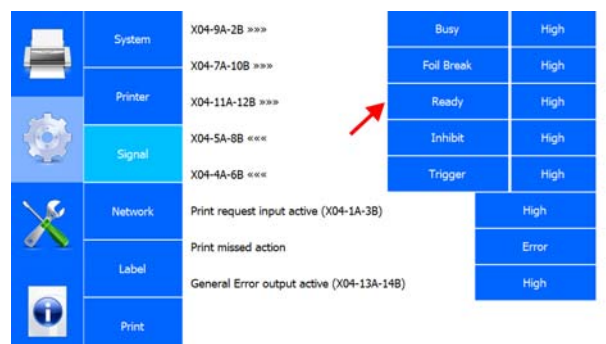 System
Printer
Signal
Network
Label
Print
X04-9A-2B »»» Busy High
X04-7A-10B »»» Foil Break High
X04-11A-12B »»» Ready High
X04-5A-8B ««« Inhibit High
X04-4A-6B ««« Trigger High
Print request input active (X04-1A-3B) High
Print missed action Error
General Error output active (X04-13A-14B) High